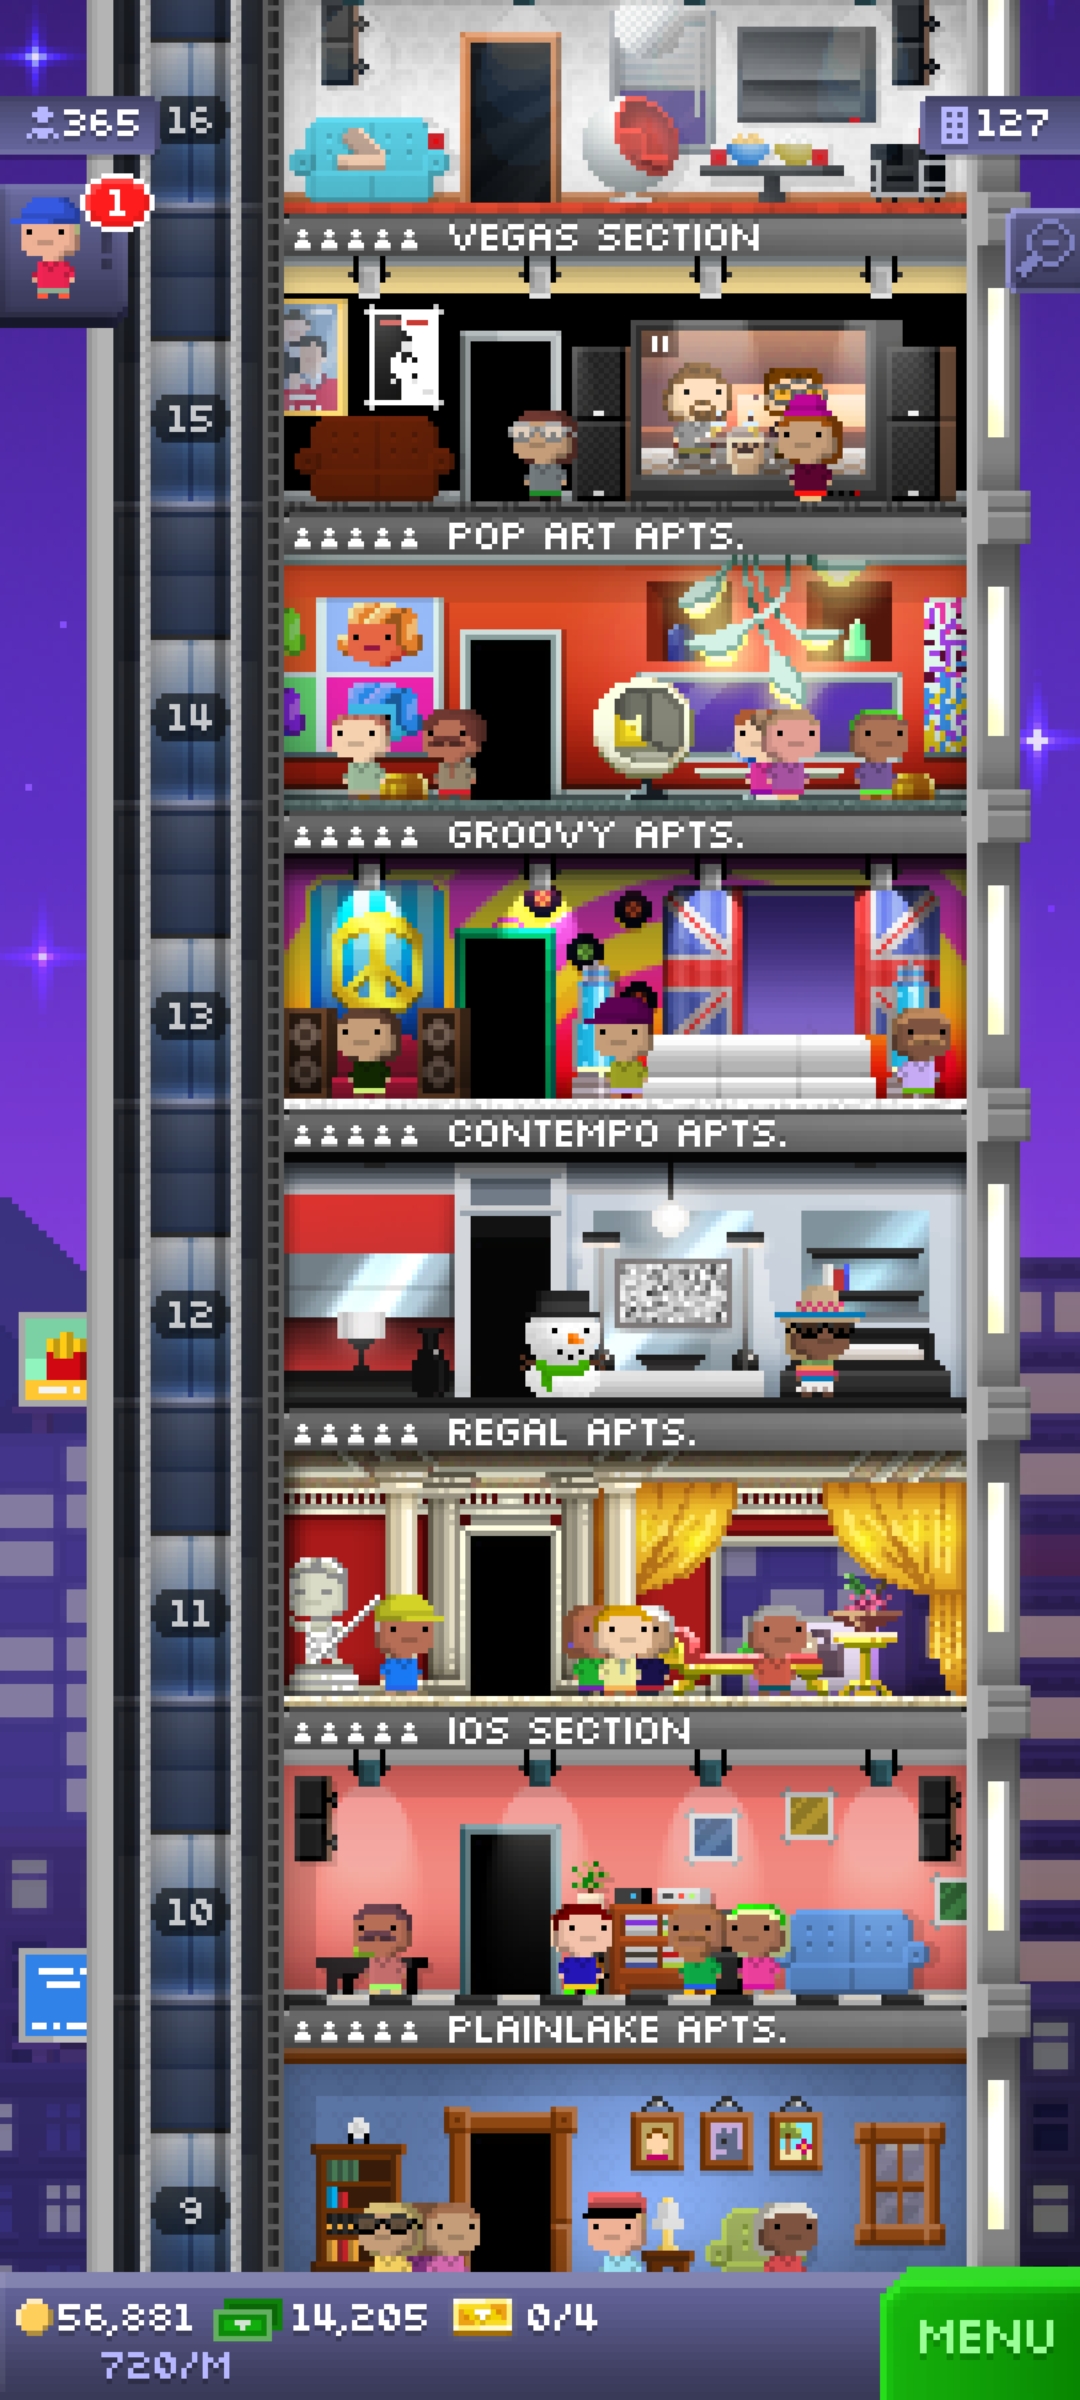 365
16
127
1
VEGAS SECTION
15
POP ART APTS.
14
GROOVY APTS.
13
CONTEMPO APTS.
12
REGAL APTS.
11
IOS SECTION
10
PLAINLAKE APTS.
9
56,881 14,205 0/4
720/M
MENU